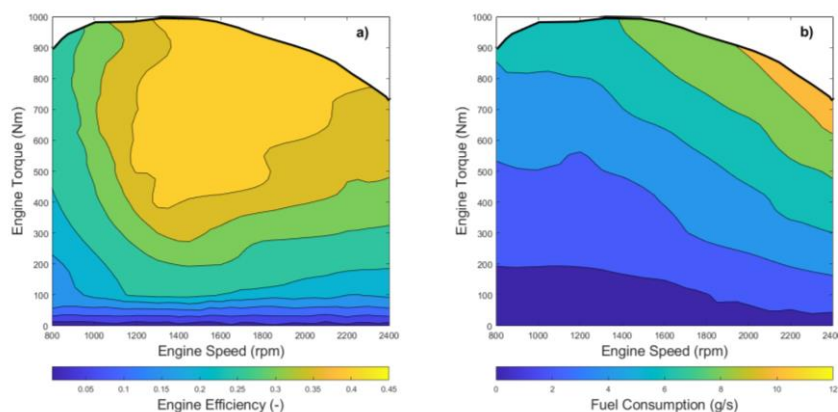 a)
1000
900
800
700
600
500
400
300
200
100
0
Engine Torque (Nm)
800 1000 1200 1400 1600 1800 2000 2200 2400
Engine Speed (rpm)
0.05 0.1 0.15 0.2 0.25 0.3 0.35 0.4 0.45
Engine Efficiency (-)
b)
1000
900
800
700
600
500
400
300
200
100
0
Engine Torque (Nm)
800 1000 1200 1400 1600 1800 2000 2200 2400
Engine Speed (rpm)
0 2 4 6 8 10 12
Fuel Consumption (g/s)